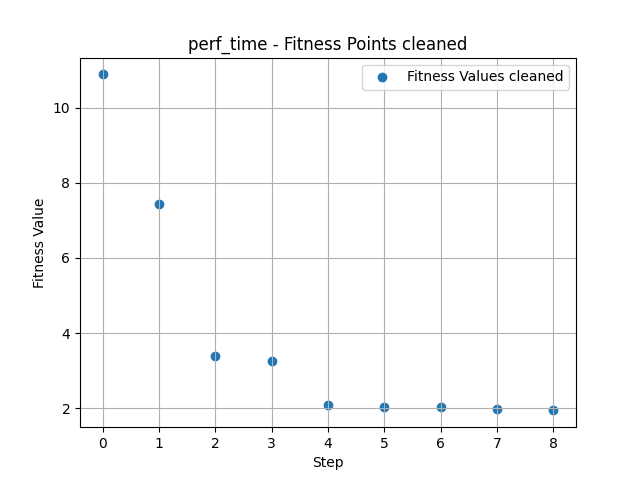 perf_time - Fitness Points cleaned
Fitness Values cleaned
10
8
6
4
2
Fitness Value
0 1 2 3 4 5 6 7 8
Step